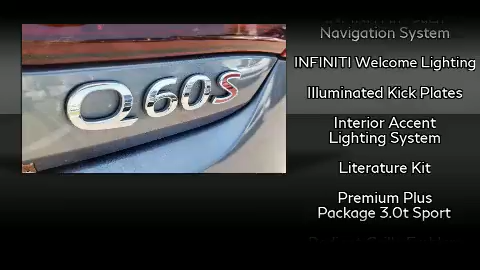 Q60S
Navigation System
INFINITI Welcome Lighting
Illuminated Kick Plates
Interior Accent
Lighting System
Literature Kit
Premium Plus
Package 3.0t Sport